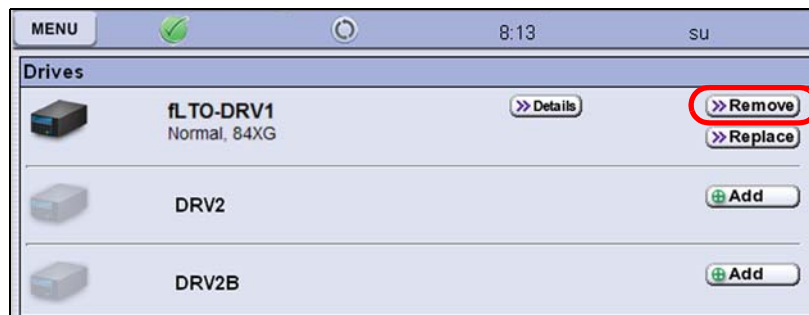 MENU 8:13 su
Drives
fLTO-DRV1 >> Details >> Remove
Normal, 84XG >> Replace
DRV2 Add
DRV2B Add